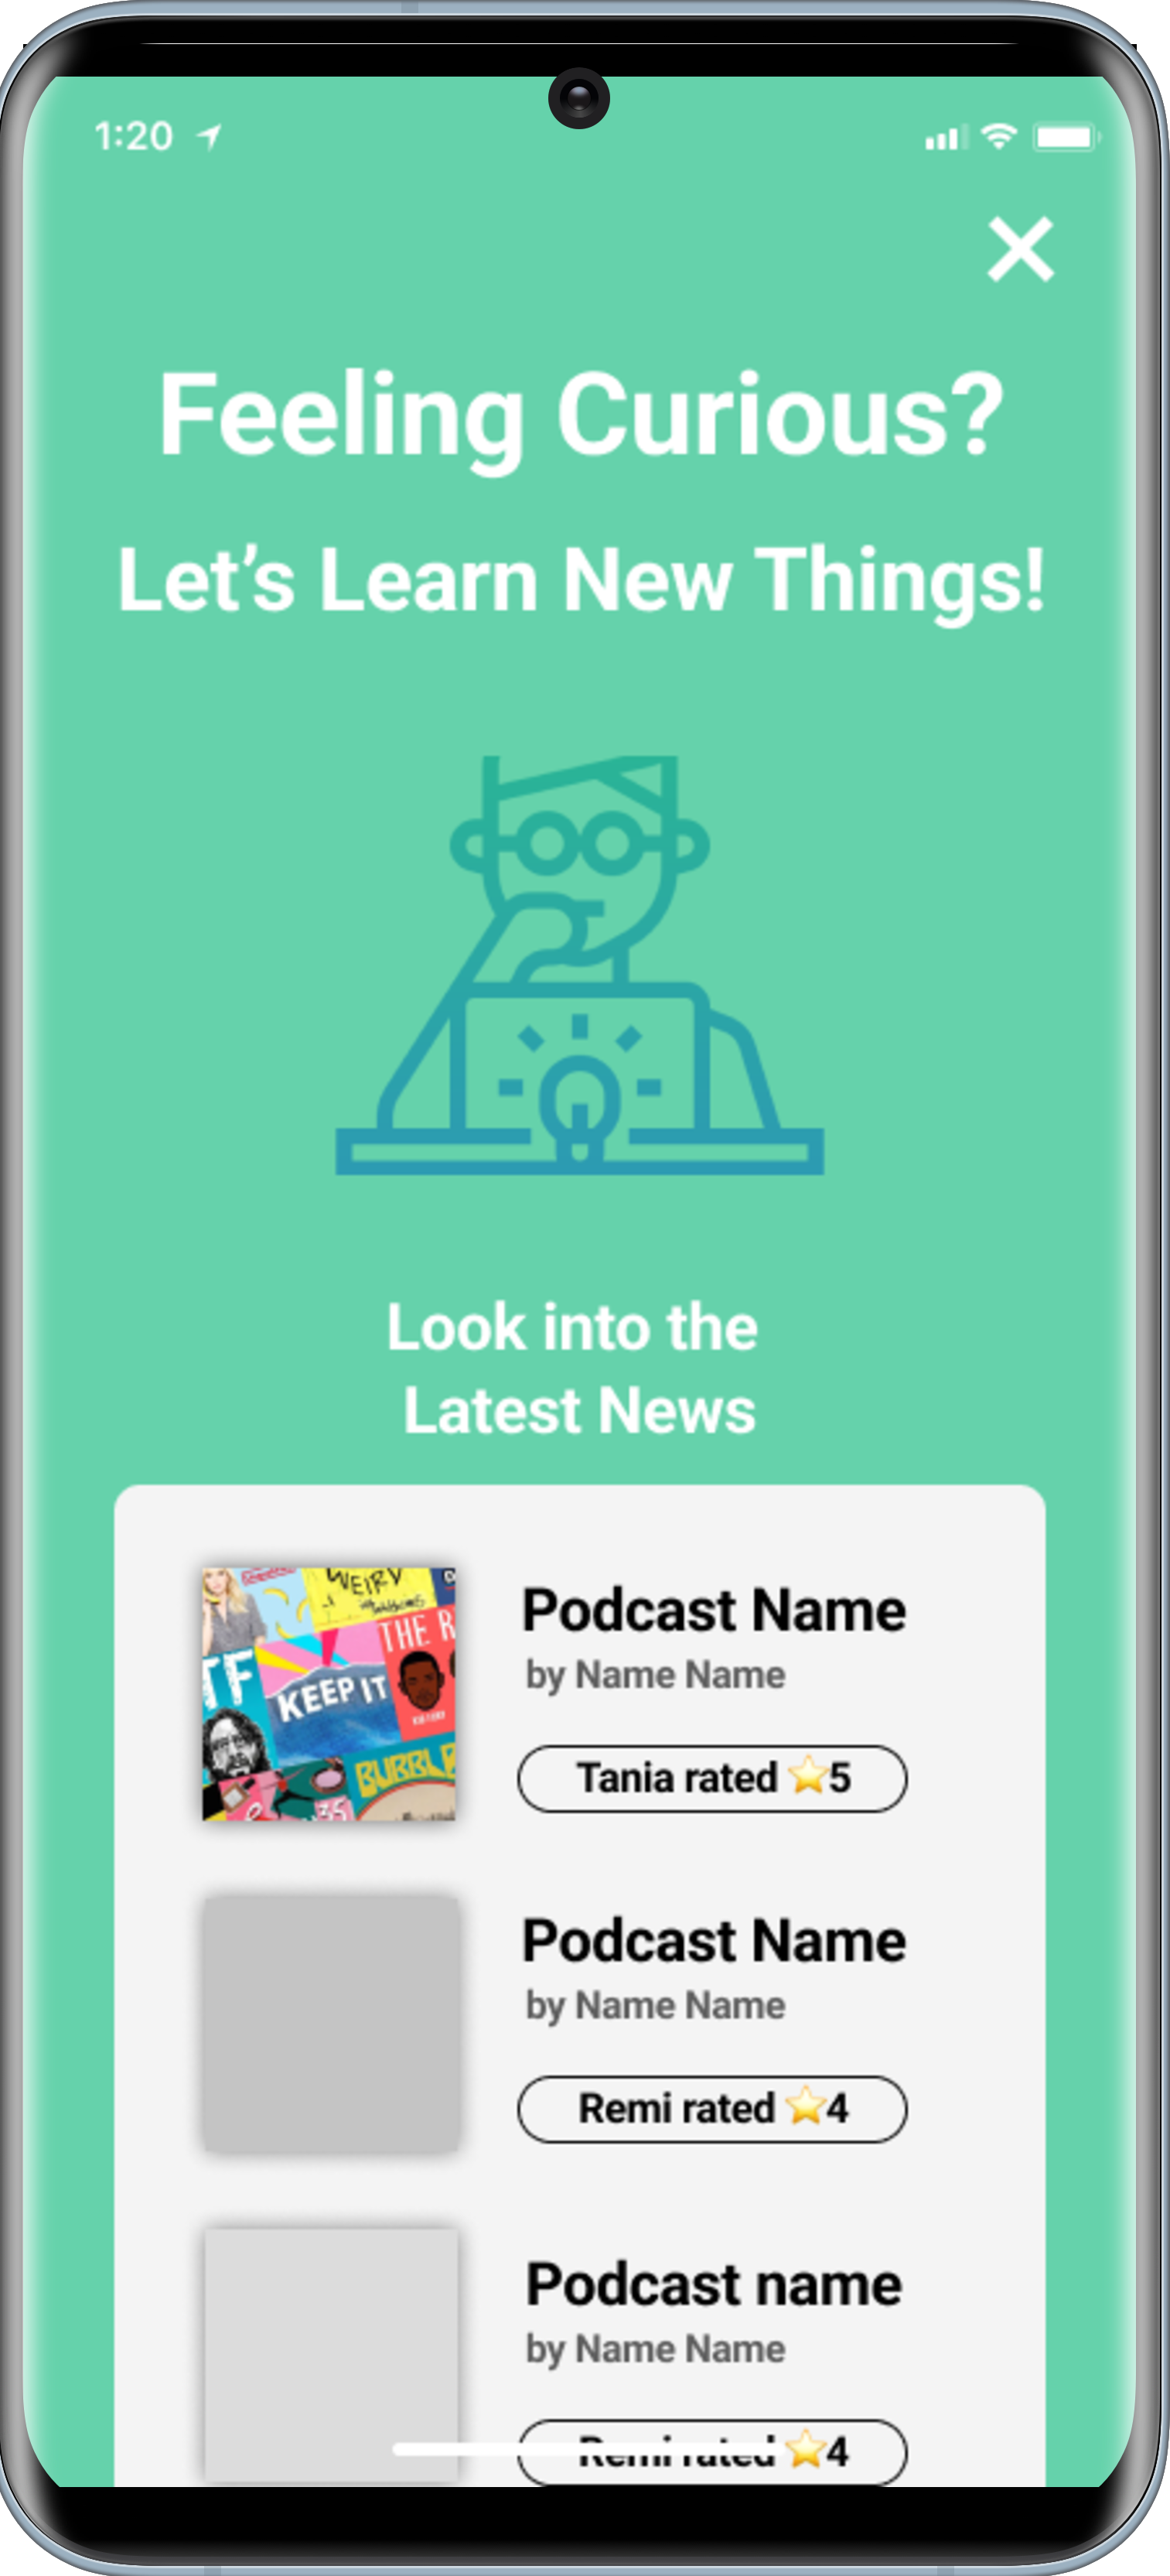 1:20
Feeling Curious?
Let’s Learn New Things!
Look into the
Latest News
WEIRD
THE R
TF
KEEP IT
BUBBLE
Podcast Name
by Name Name
Tania rated ⭐5
Podcast Name
by Name Name
Remi rated ⭐4
Podcast name
by Name Name
Remi rated ⭐4